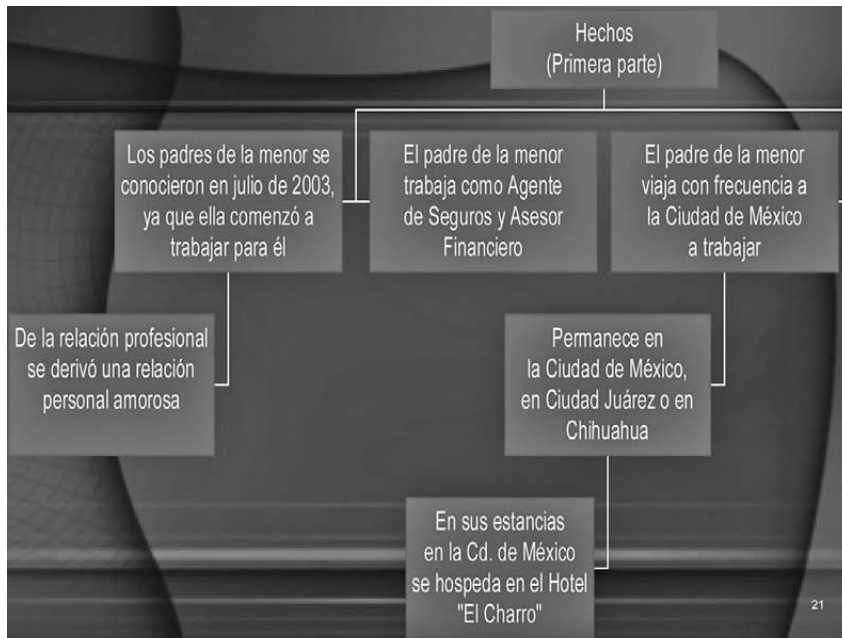 Hechos
(Primera parte)
Los padres de la menor se
conocieron en julio de 2003,
ya que ella comenzó a
trabajar para él
El padre de la menor
trabaja como Agente
de Seguros y Asesor
Financiero
El padre de la menor
viaja con frecuencia a
la Ciudad de México
a trabajar
De la relación profesional
se derivó una relación
personal amorosa
Permanece en
la Ciudad de México,
en Ciudad Juárez o en
Chihuahua
En sus estancias
en la Cd. de México
se hospeda en el Hotel
"El Charro"
21